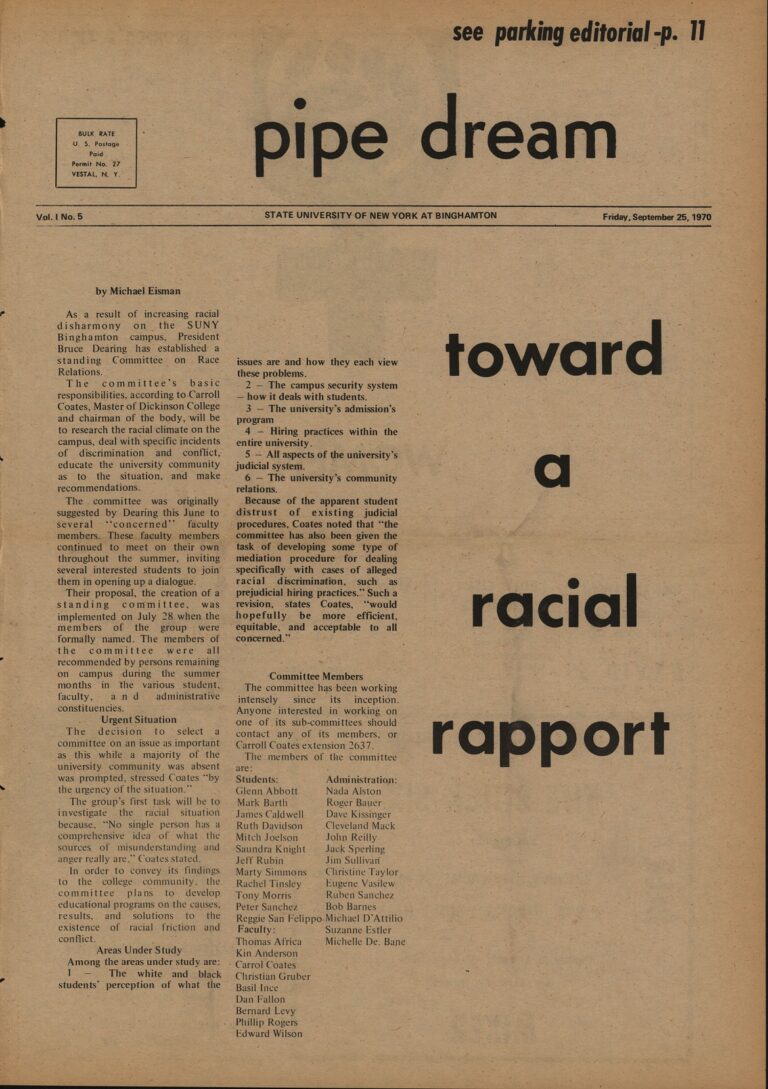 see parking editorial -p. 11
pipe dream
BULK RATE
U. S. Postage
Paid
Permit No. 27
VESTAL, N. Y.
Vol. I No. 5 STATE UNIVERSITY OF NEW YORK AT BINGHAMTON Friday, September 25, 1970
by Michael Eisman
As a result of increasing racial
disharmony on the SUNY
Binghamton campus, President
Bruce Dearing has established a
standing Committee on Race
Relations.
The committee's basic
responsibilities, according to Carroll
Coates, Master of Dickinson College
and chairman of the body, will be
to research the racial climate on the
campus, deal with specific incidents
of discrimination and conflict,
educate the university community
as to the situation, and make
recommendations.
The committee was originally
suggested by Dearing this June to
several "concerned" faculty
members. These faculty members
continued to meet on their own
throughout the summer, inviting
several interested students to join
them in opening up a dialogue.
Their proposal, the creation of a
standing committee, was
implemented on July 28 when the
members of the group were
formally named. The members of
the committee were all
recommended by persons remaining
on campus during the summer
months in the various student,
faculty, and administrative
constituencies.
Urgent Situation
The decision to select a
committee on an issue as important
as this while a majority of the
university community was absent
was prompted, stressed Coates "by
the urgency of the situation."
The group's first task will be to
investigate the racial situation
because, "No single person has a
comprehensive idea of what the
sources of misunderstanding and
anger really are," Coates stated.
In order to convey its findings
to the college community, the
committee plans to develop
educational programs on the causes,
results, and solutions to the
existence of racial friction and
conflict.
Areas Under Study
Among the areas under study are:
1 — The white and black
students' perception of what the
issues are and how they each view
these problems.
2 — The campus security system
— how it deals with students.
3 — The university's admission's
program
4 — Hiring practices within the
entire university.
5 — All aspects of the university's
judicial system.
6 — The university's community
relations.
Because of the apparent student
distrust of existing judicial
procedures, Coates noted that "the
committee has also been given the
task of developing some type of
mediation procedure for dealing
specifically with cases of alleged
racial discrimination, such as
prejudicial hiring practices." Such a
revision, states Coates, "would
hopefully be more efficient,
equitable, and acceptable to all
concerned."
Committee Members
The committee has been working
intensely since its inception.
Anyone interested in working on
one of its sub-committees should
contact any of its members, or
Carroll Coates extension 2637.
The members of the committee
are:
Students:
Glenn Abbott
Mark Barth
James Caldwell
Ruth Davidson
Mitch Joelson
Saundra Knight
Jeff Rubin
Marty Simmons
Rachel Tinsley
Tony Morris
Peter Sanchez
Reggie San Felippo
Faculty:
Thomas Africa
Kin Anderson
Carrol Coates
Christian Gruber
Basil Ince
Dan Fallon
Bernard Levy
Phillip Rogers
Edward Wilson
Administration:
Nada Alston
Roger Bauer
Dave Kissinger
Cleveland Mack
John Reilly
Jack Sperling
Jim Sullivan
Christine Taylor
Eugene Vasilew
Ruben Sanchez
Bob Barnes
Michael D'Attilio
Suzanne Estler
Michelle De. Bane
toward
a
racial
rapport